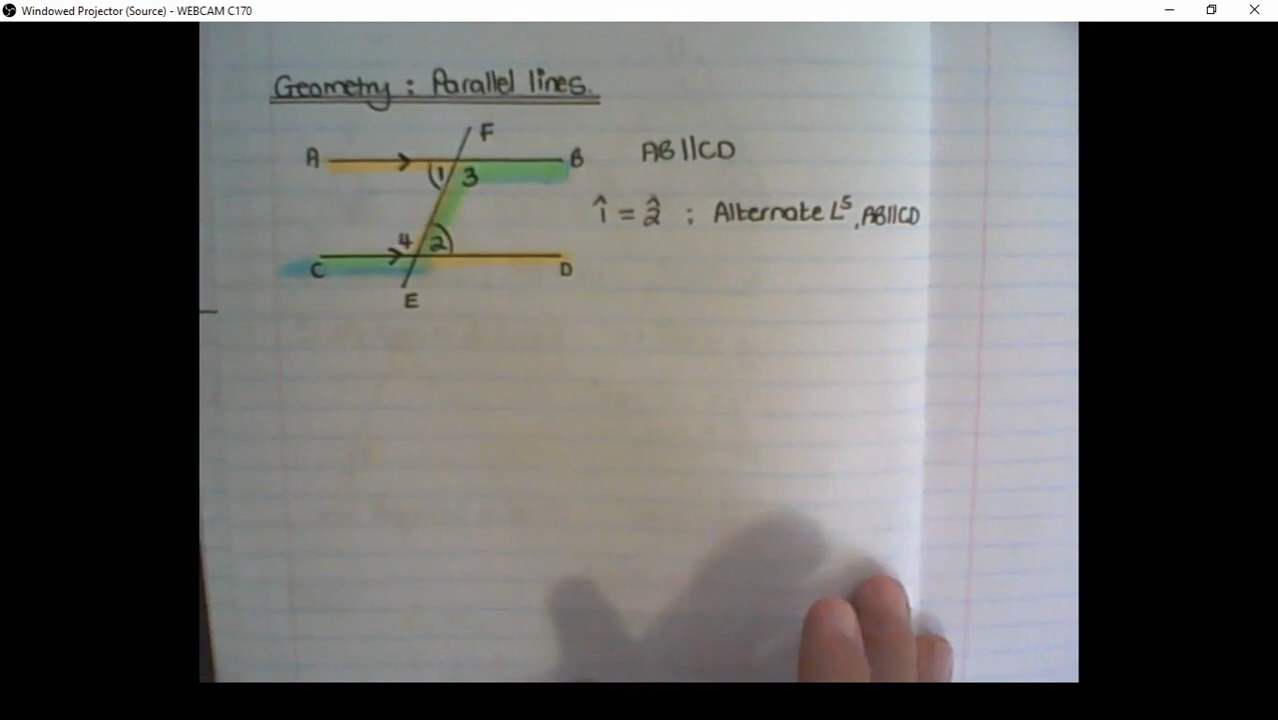 Windowed Projector (Source) - WEBCAM C170
Geometry : Parallel lines.
F
A B AB||CD
1 3
1̂ = 2̂ ; Alternate Lˢ, AB||CD
4 2
C D
E